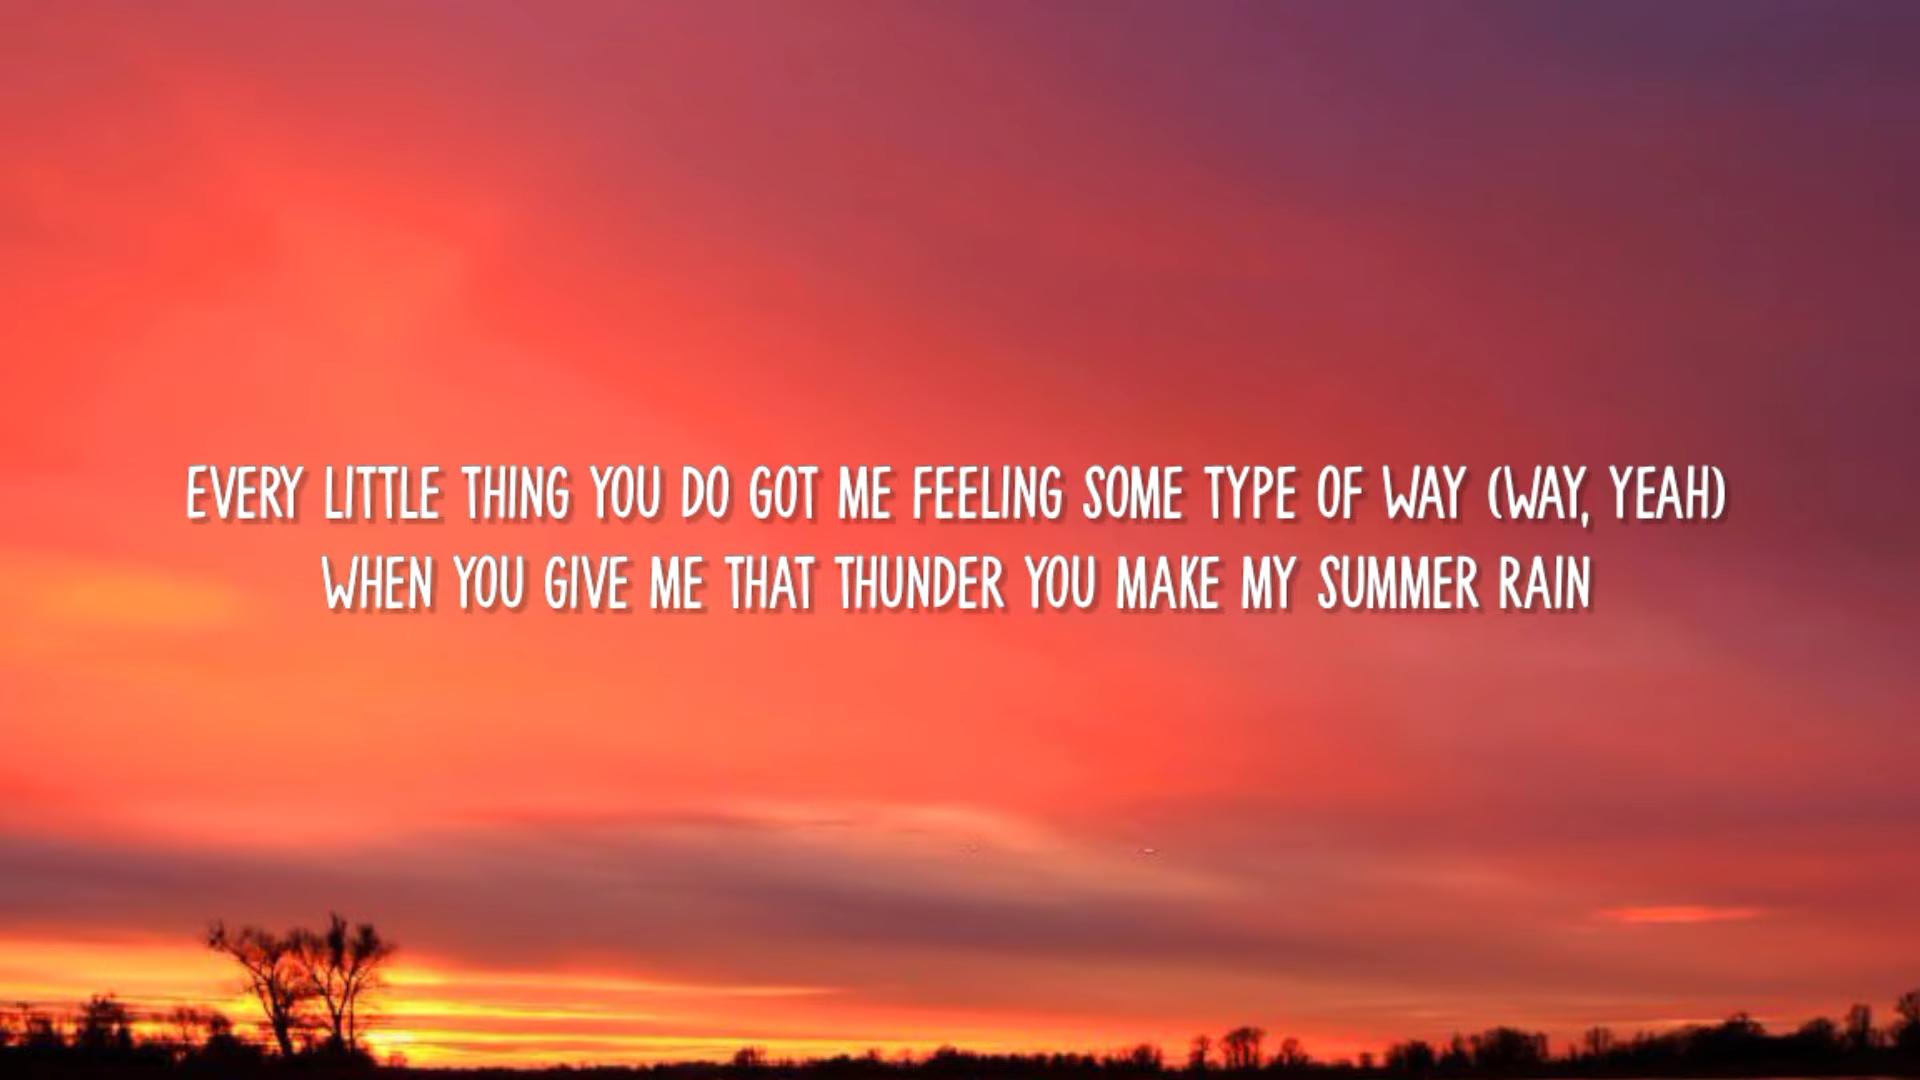 EVERY LITTLE THING YOU DO GOT ME FEELING SOME TYPE OF WAY (WAY, YEAH)
WHEN YOU GIVE ME THAT THUNDER YOU MAKE MY SUMMER RAIN